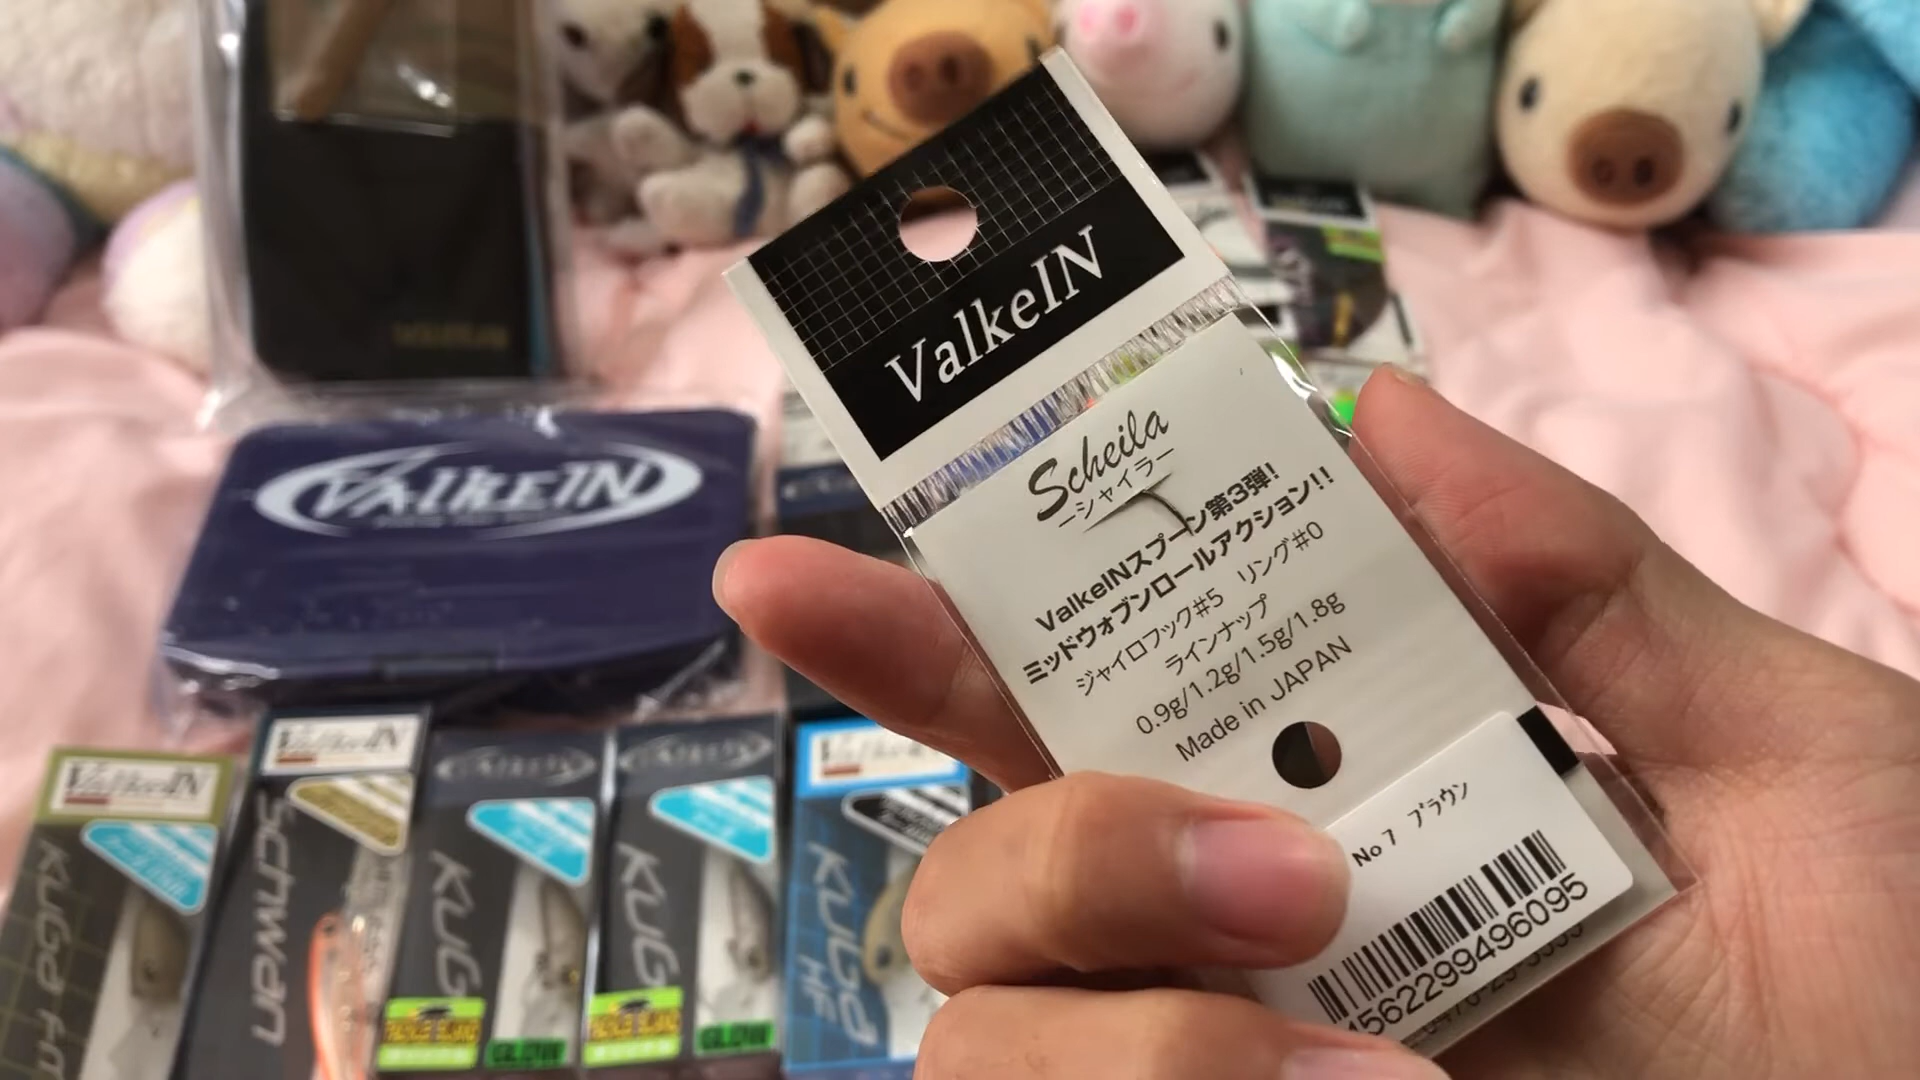 ValkeIN
Scheila
ーシャイラー
ValkeINスプーン第3弾!
ミッドウォブンロールアクション!!
ジャイロフック#5 リング#0
ラインナップ
0.9g/1.2g/1.5g/1.8g
Made in JAPAN
No 7 ブラウン
4562299496095
VALKEIN
ValkeIN
ValkeIN
VALKEIN
VALKEIN
ValkeIN
Schwan
KUGA
KUGA
KUGA
HF
GLOW
GLOW